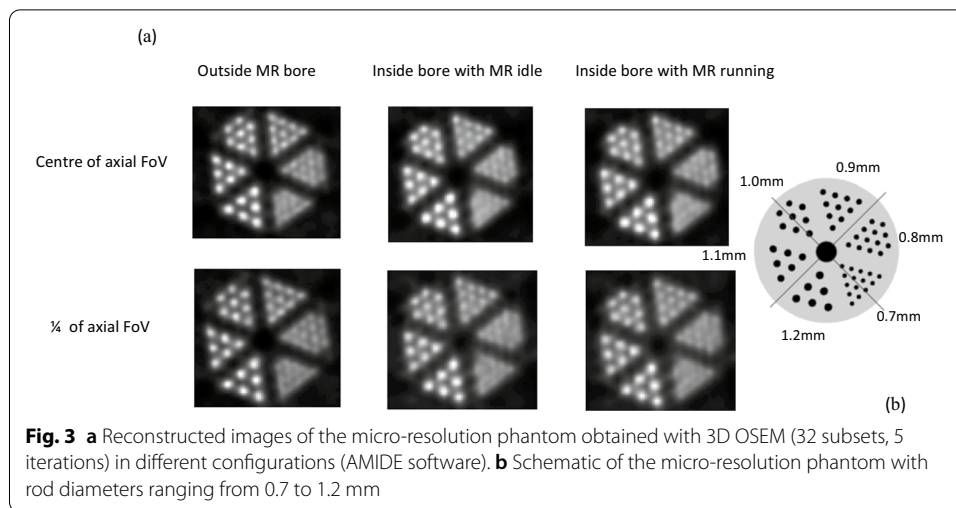 (a)
Outside MR bore
Inside bore with MR idle
Inside bore with MR running
Centre of axial FoV
¼ of axial FoV
0.9mm
1.0mm
0.8mm
1.1mm
0.7mm
1.2mm
(b)
Fig. 3 a Reconstructed images of the micro-resolution phantom obtained with 3D OSEM (32 subsets, 5
iterations) in different configurations (AMIDE software). b Schematic of the micro-resolution phantom with
rod diameters ranging from 0.7 to 1.2 mm